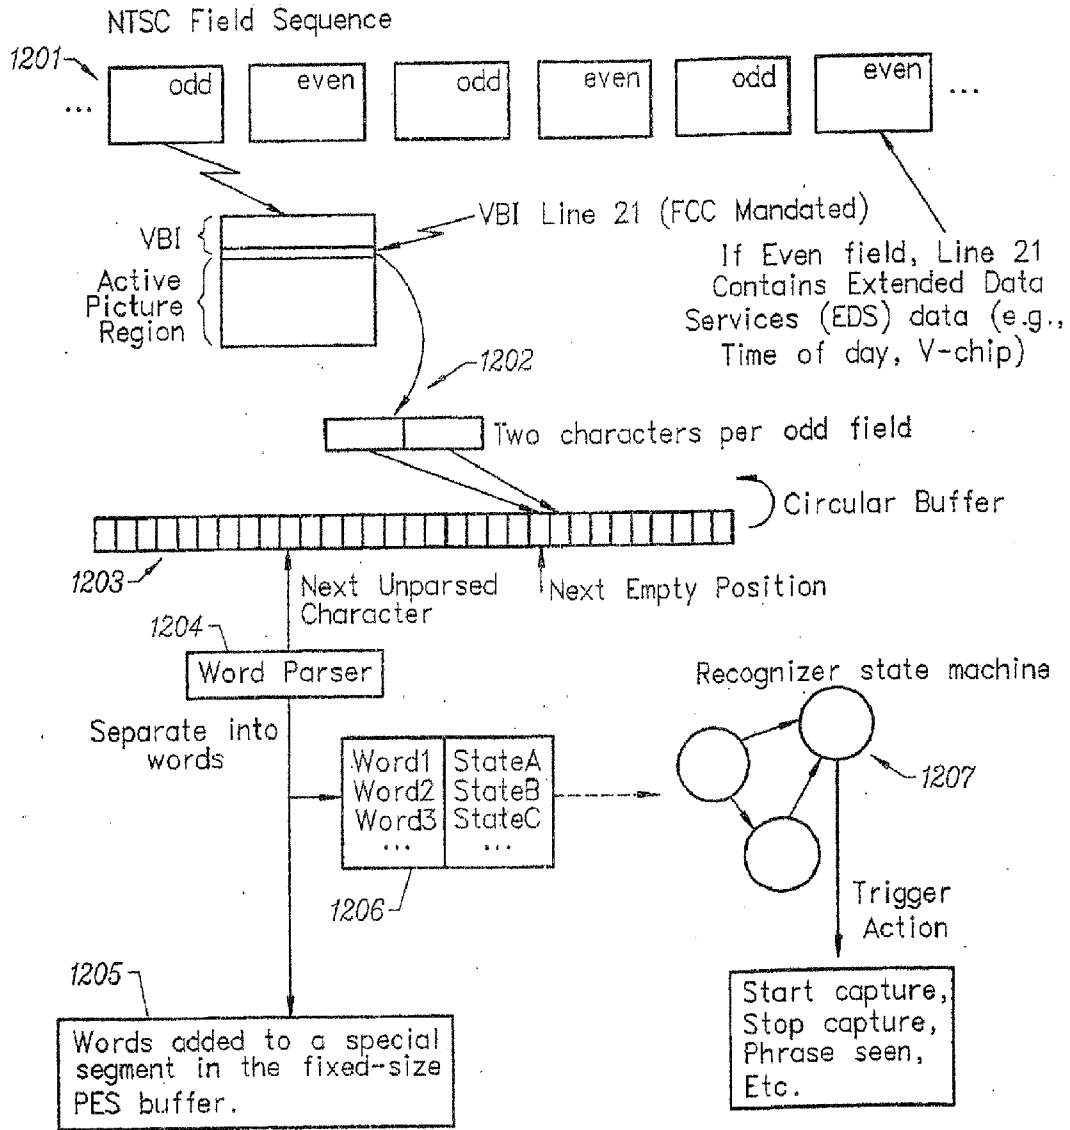 NTSC Field Sequence
1201
... odd even odd even odd even ...
VBI
VBI Line 21 (FCC Mandated)
Active
Picture
Region
If Even field, Line 21
Contains Extended Data
Services (EDS) data (e.g.,
Time of day, V-chip)
1202
Two characters per odd field
Circular Buffer
1203
Next Unparsed
Character
Next Empty Position
1204
Word Parser
Recognizer state machine
Separate into
words
Word1 StateA
Word2 StateB
Word3 StateC
... ...
1207
1206
Trigger
Action
1205
Words added to a special
segment in the fixed-size
PES buffer.
Start capture,
Stop capture,
Phrase seen,
Etc.